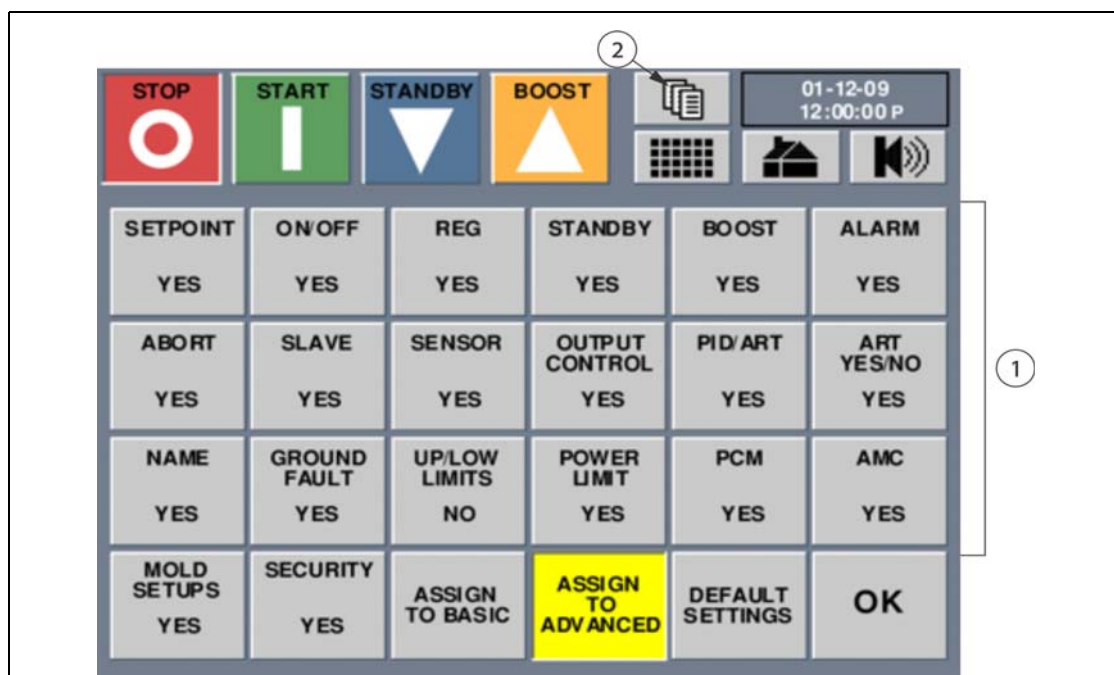 2
STOP START STANDBY BOOST
01-12-09
12:00:00 P
SETPOINT ON/OFF REG STANDBY BOOST ALARM
YES YES YES YES YES YES
ABORT SLAVE SENSOR OUTPUT CONTROL PID/ART ART YES/NO
YES YES YES YES YES YES
1
NAME GROUND FAULT UP/LOW LIMITS POWER LIMIT PCM AMC
YES YES NO YES YES YES
MOLD SETUPS SECURITY ASSIGN TO BASIC ASSIGN TO ADVANCED DEFAULT SETTINGS OK
YES YES